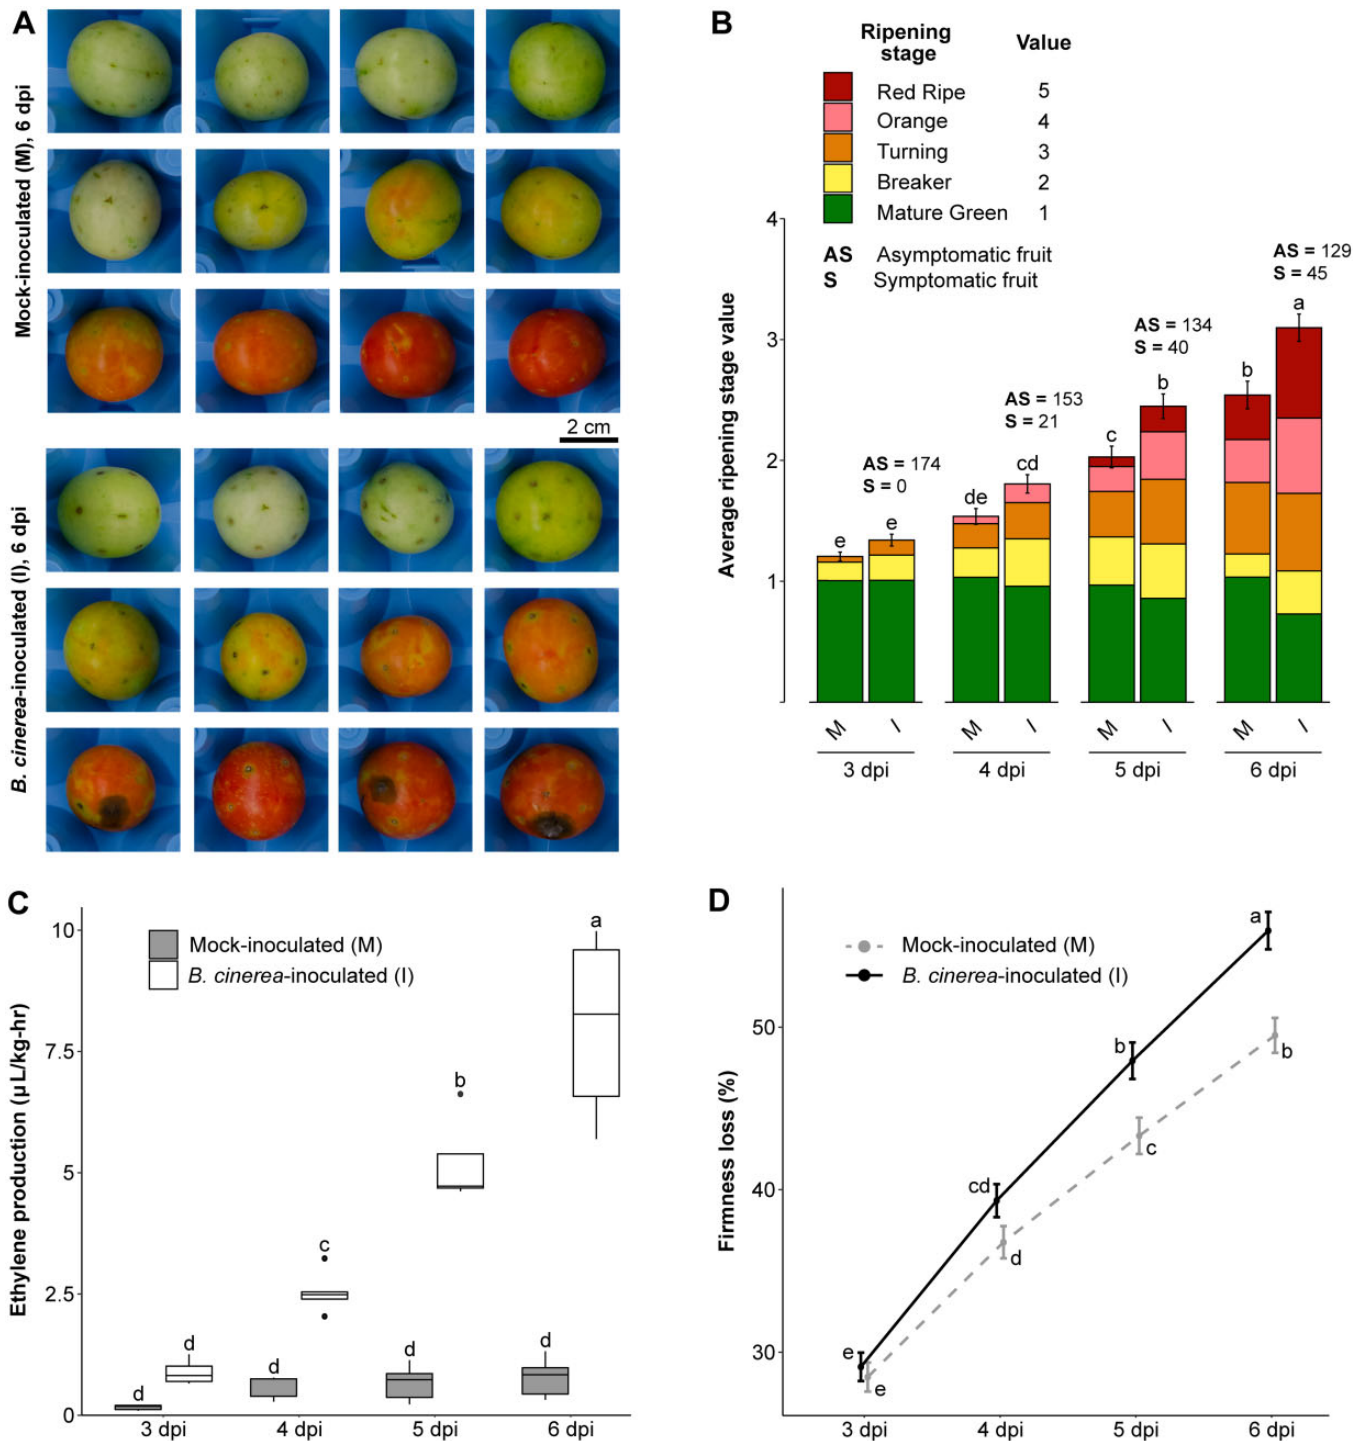 A
Mock-inoculated (M), 6 dpi
2 cm
B. cinerea-inoculated (I), 6 dpi
B
Ripening
stage
Value
Red Ripe 5
Orange 4
Turning 3
Breaker 2
Mature Green 1
AS Asymptomatic fruit
S Symptomatic fruit
Average ripening stage value
4
3
2
1
AS = 174
S = 0
AS = 153
S = 21
AS = 134
S = 40
AS = 129
S = 45
e
e
de
cd
c
b
b
a
M I M I M I M I
3 dpi 4 dpi 5 dpi 6 dpi
C
Mock-inoculated (M)
B. cinerea-inoculated (I)
Ethylene production (µL/kg-hr)
10
7.5
5
2.5
0
d
d
d
c
d
b
d
a
3 dpi 4 dpi 5 dpi 6 dpi
D
Mock-inoculated (M)
B. cinerea-inoculated (I)
Firmness loss (%)
50
40
30
e
e
cd
d
b
c
a
b
3 dpi 4 dpi 5 dpi 6 dpi